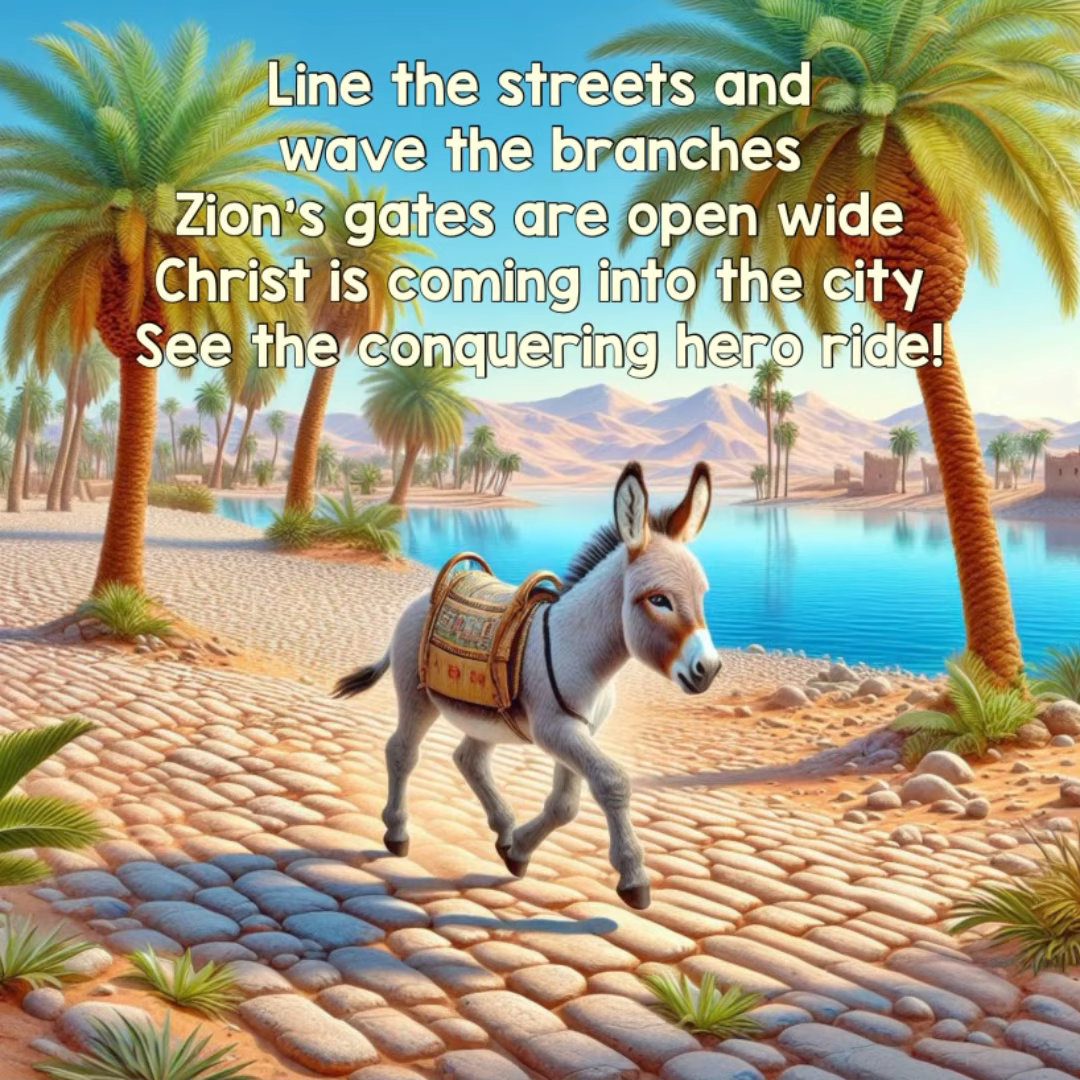 Line the streets and
wave the branches
Zion's gates are open wide
Christ is coming into the city
See the conquering hero ride!